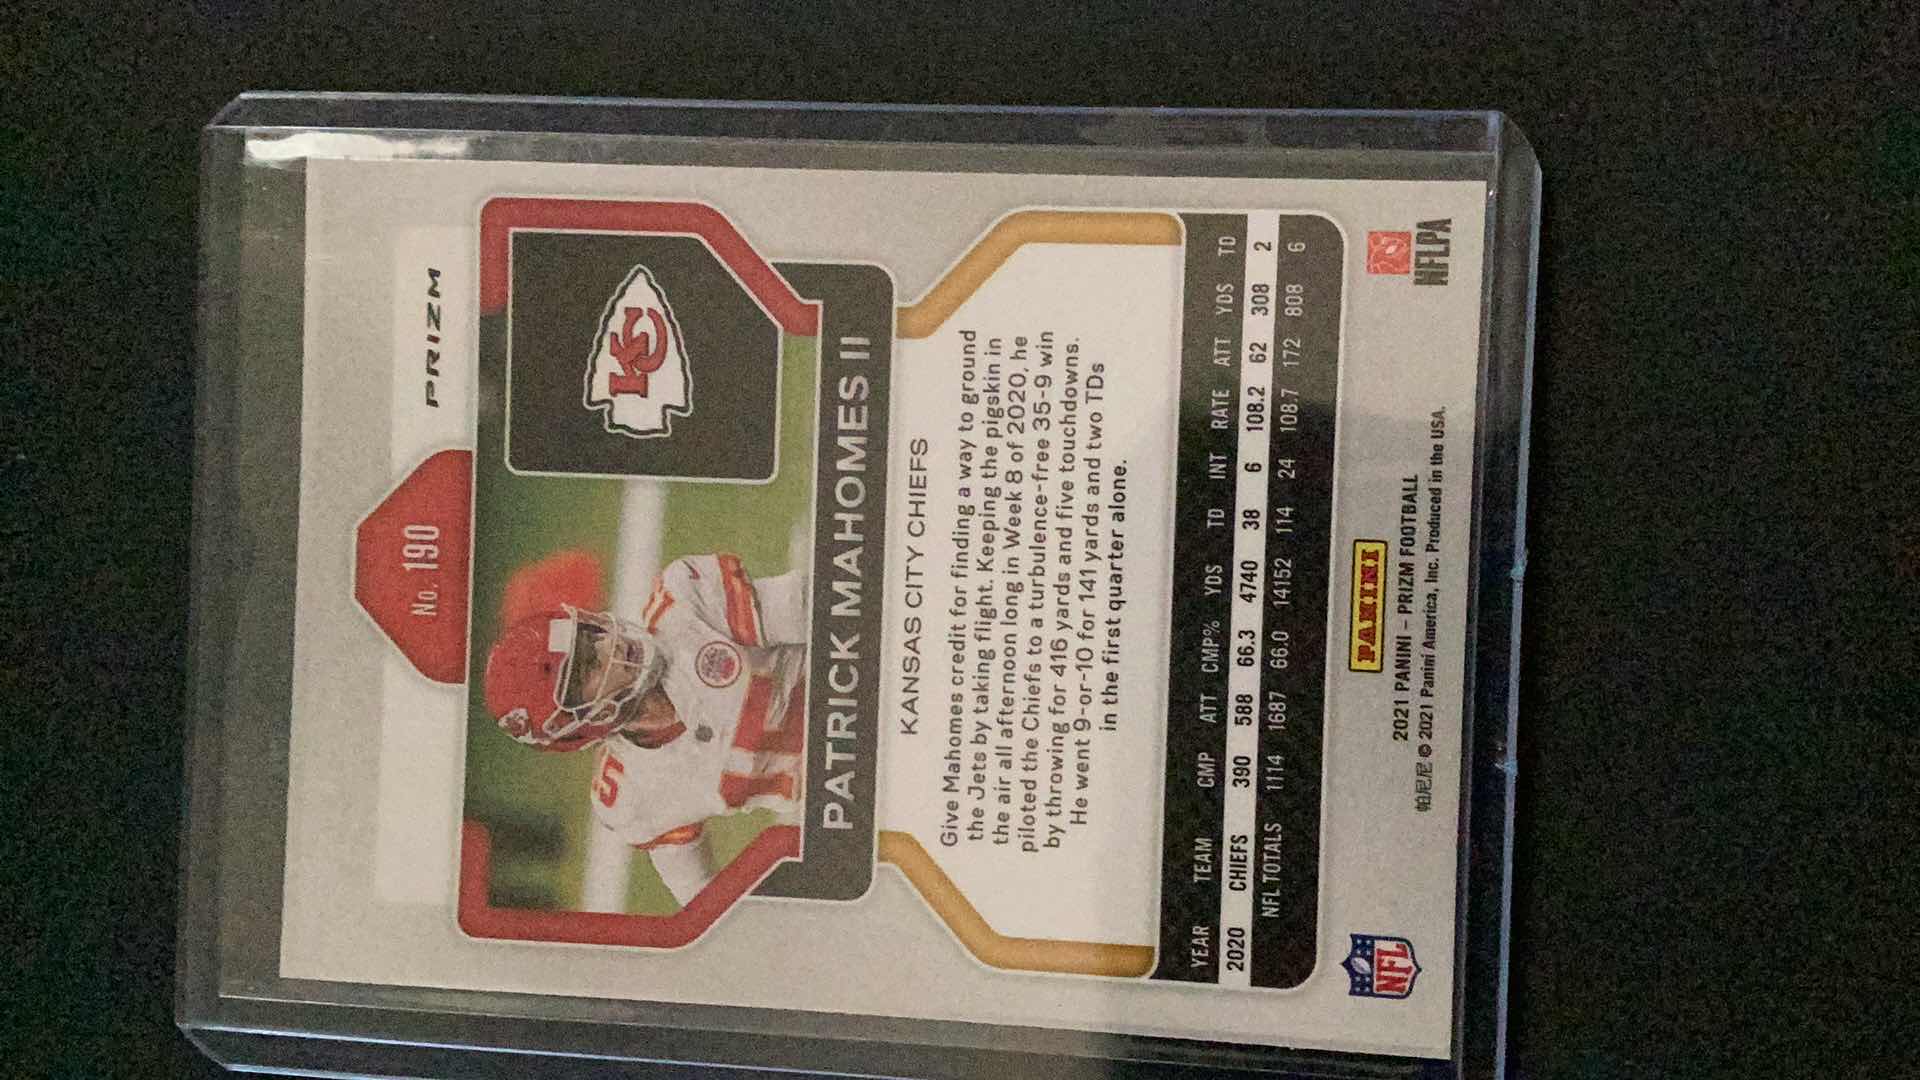 No. 190
PRIZM
KC
15
PATRICK MAHOMES II
KANSAS CITY CHIEFS
Give Mahomes credit for finding a way to ground
the Jets by taking flight. Keeping the pigskin in
the air all afternoon long in Week 8 of 2020, he
piloted the Chiefs to a turbulence-free 35-9 win
by throwing for 416 yards and five touchdowns.
He went 9-or-10 for 141 yards and two TDs
in the first quarter alone.
YEAR TEAM CMP ATT CMP% YDS TD INT RATE ATT YDS TD
2020 CHIEFS 390 588 66.3 4740 38 6 108.2 62 308 2
NFL TOTALS 1114 1687 66.0 14152 114 24 108.7 172 808 6
NFL
PANINI
NFLPA
2021 PANINI – PRIZM FOOTBALL
帕尼尼 © 2021 Panini America, Inc. Produced in the USA.